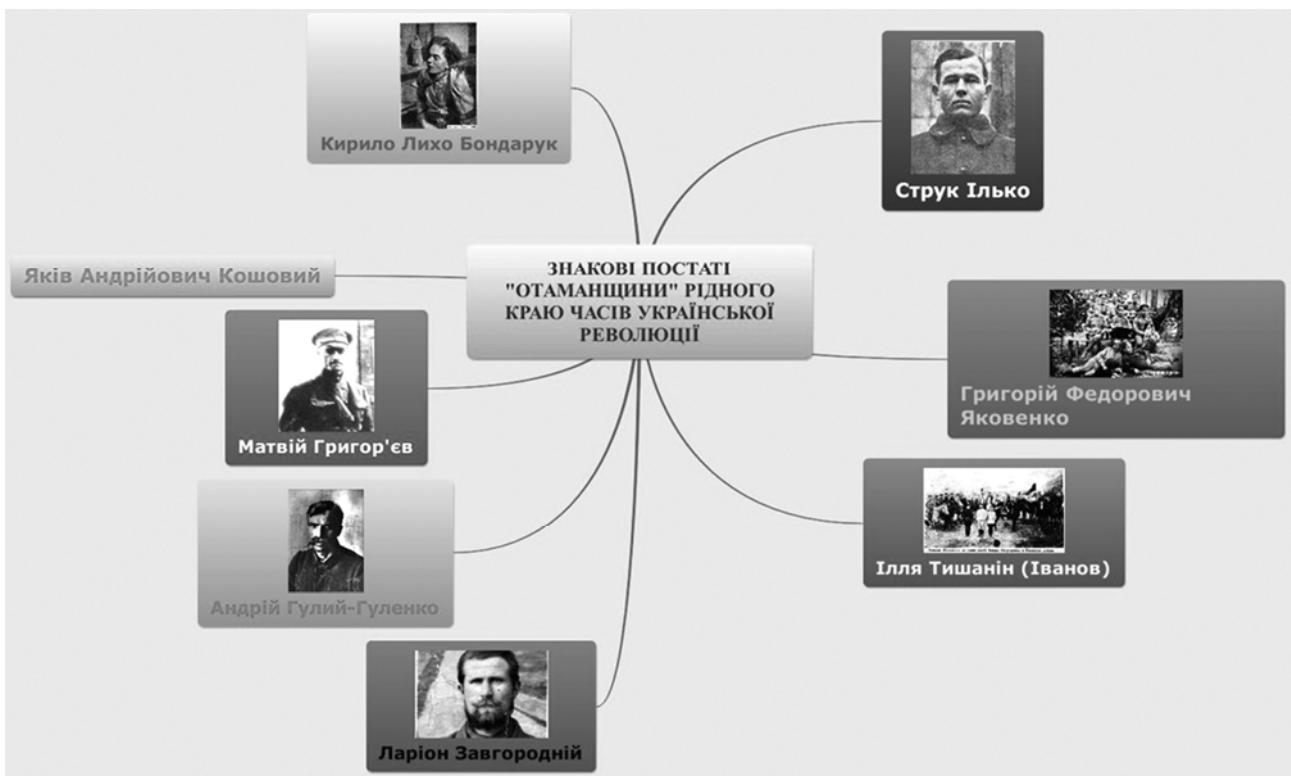 Кирило Лихо Бондарук
Струк Ілько
Яків Андрійович Кошовий
ЗНАКОВІ ПОСТАТІ
"ОТАМАНЩИНИ" РІДНОГО
КРАЮ ЧАСІВ УКРАЇНСЬКОЇ
РЕВОЛЮЦІЇ
Матвій Григор'єв
Григорій Федорович
Яковенко
Андрій Гулий-Гуленко
Ілля Тишанін (Іванов)
Ларіон Завгородній